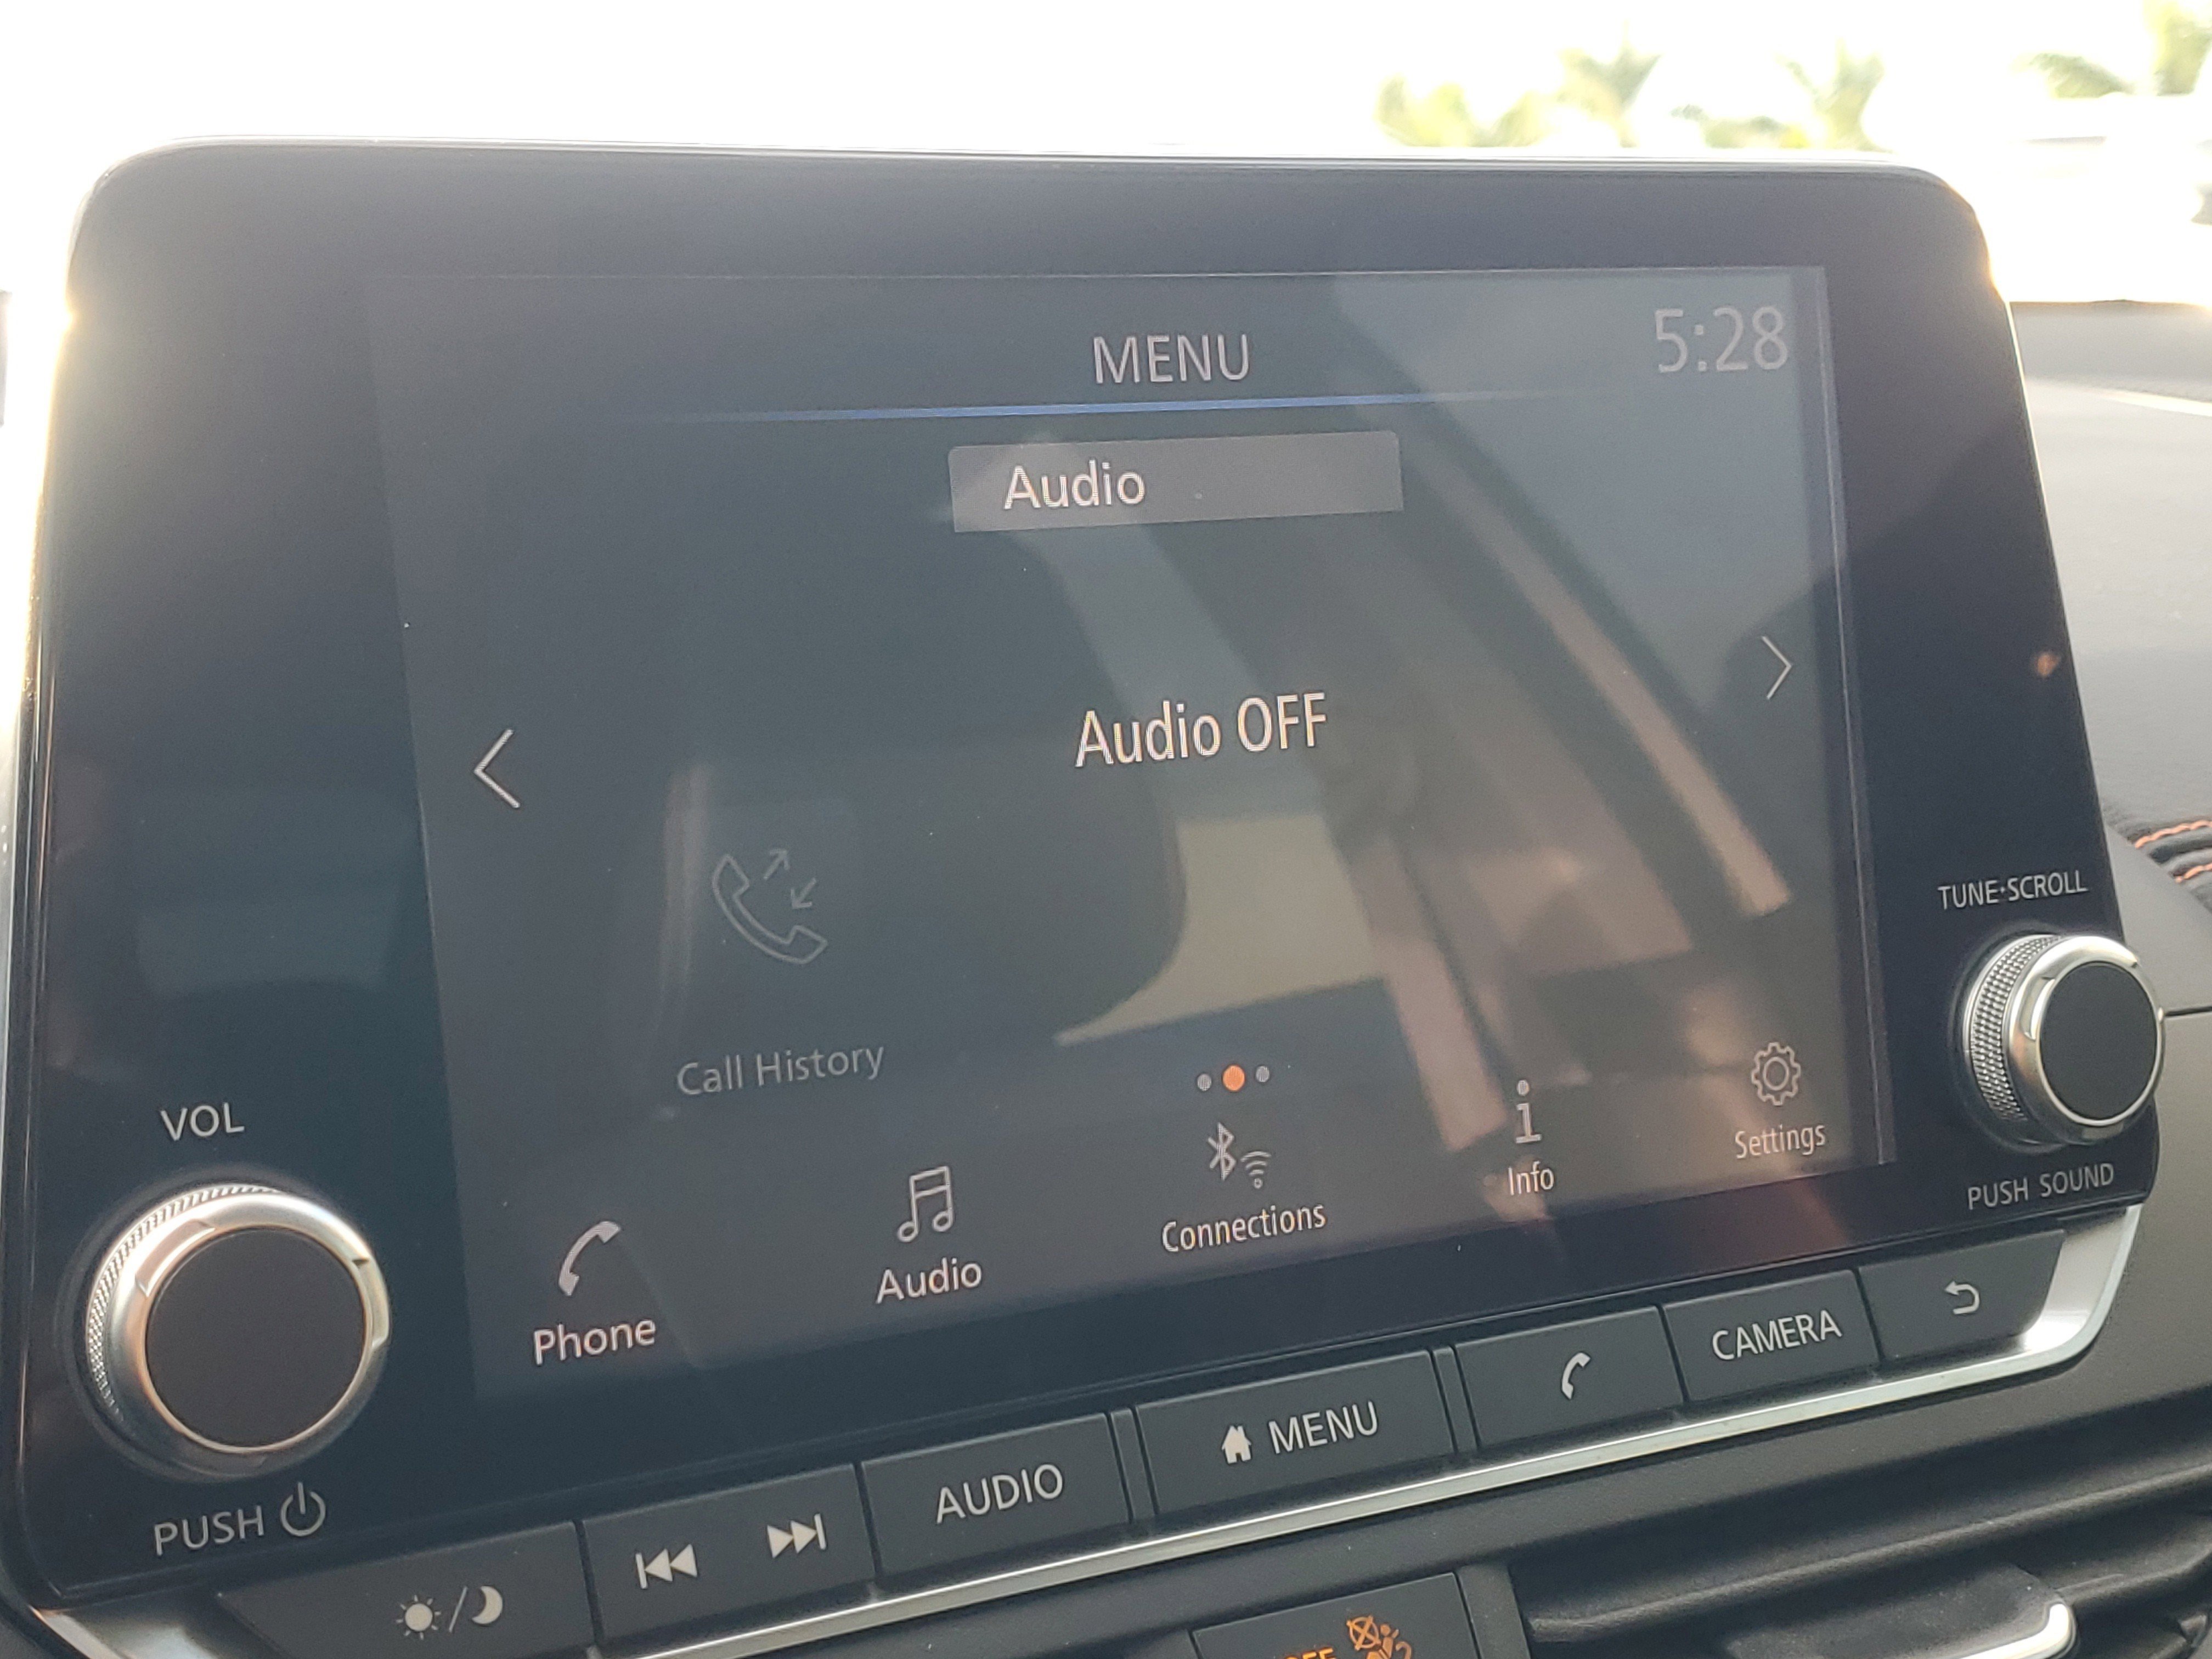 MENU
5:28
Audio
Audio OFF
Call History
TUNE·SCROLL
VOL
Phone
Audio
Connections
Info
Settings
PUSH SOUND
PUSH
AUDIO
MENU
CAMERA